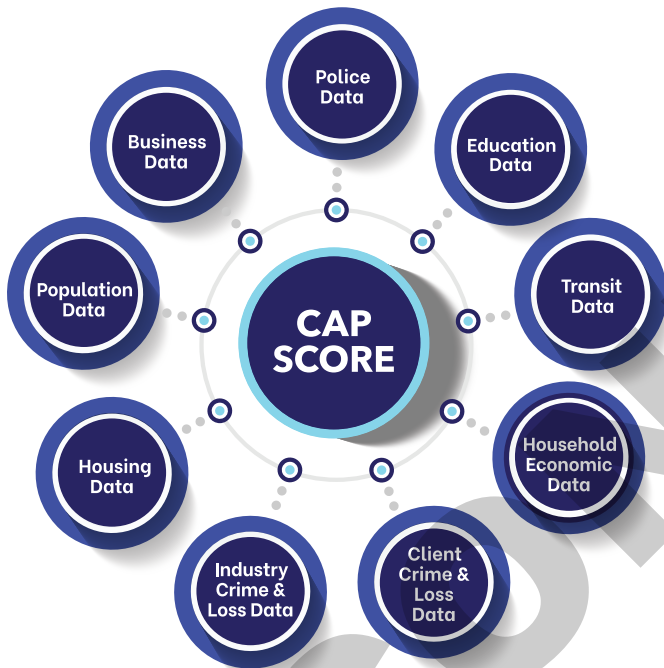 Police
Data
Education
Data
Transit
Data
Household
Economic
Data
Client
Crime &
Loss
Data
Industry
Crime &
Loss Data
Housing
Data
Population
Data
Business
Data
CAP
SCORE